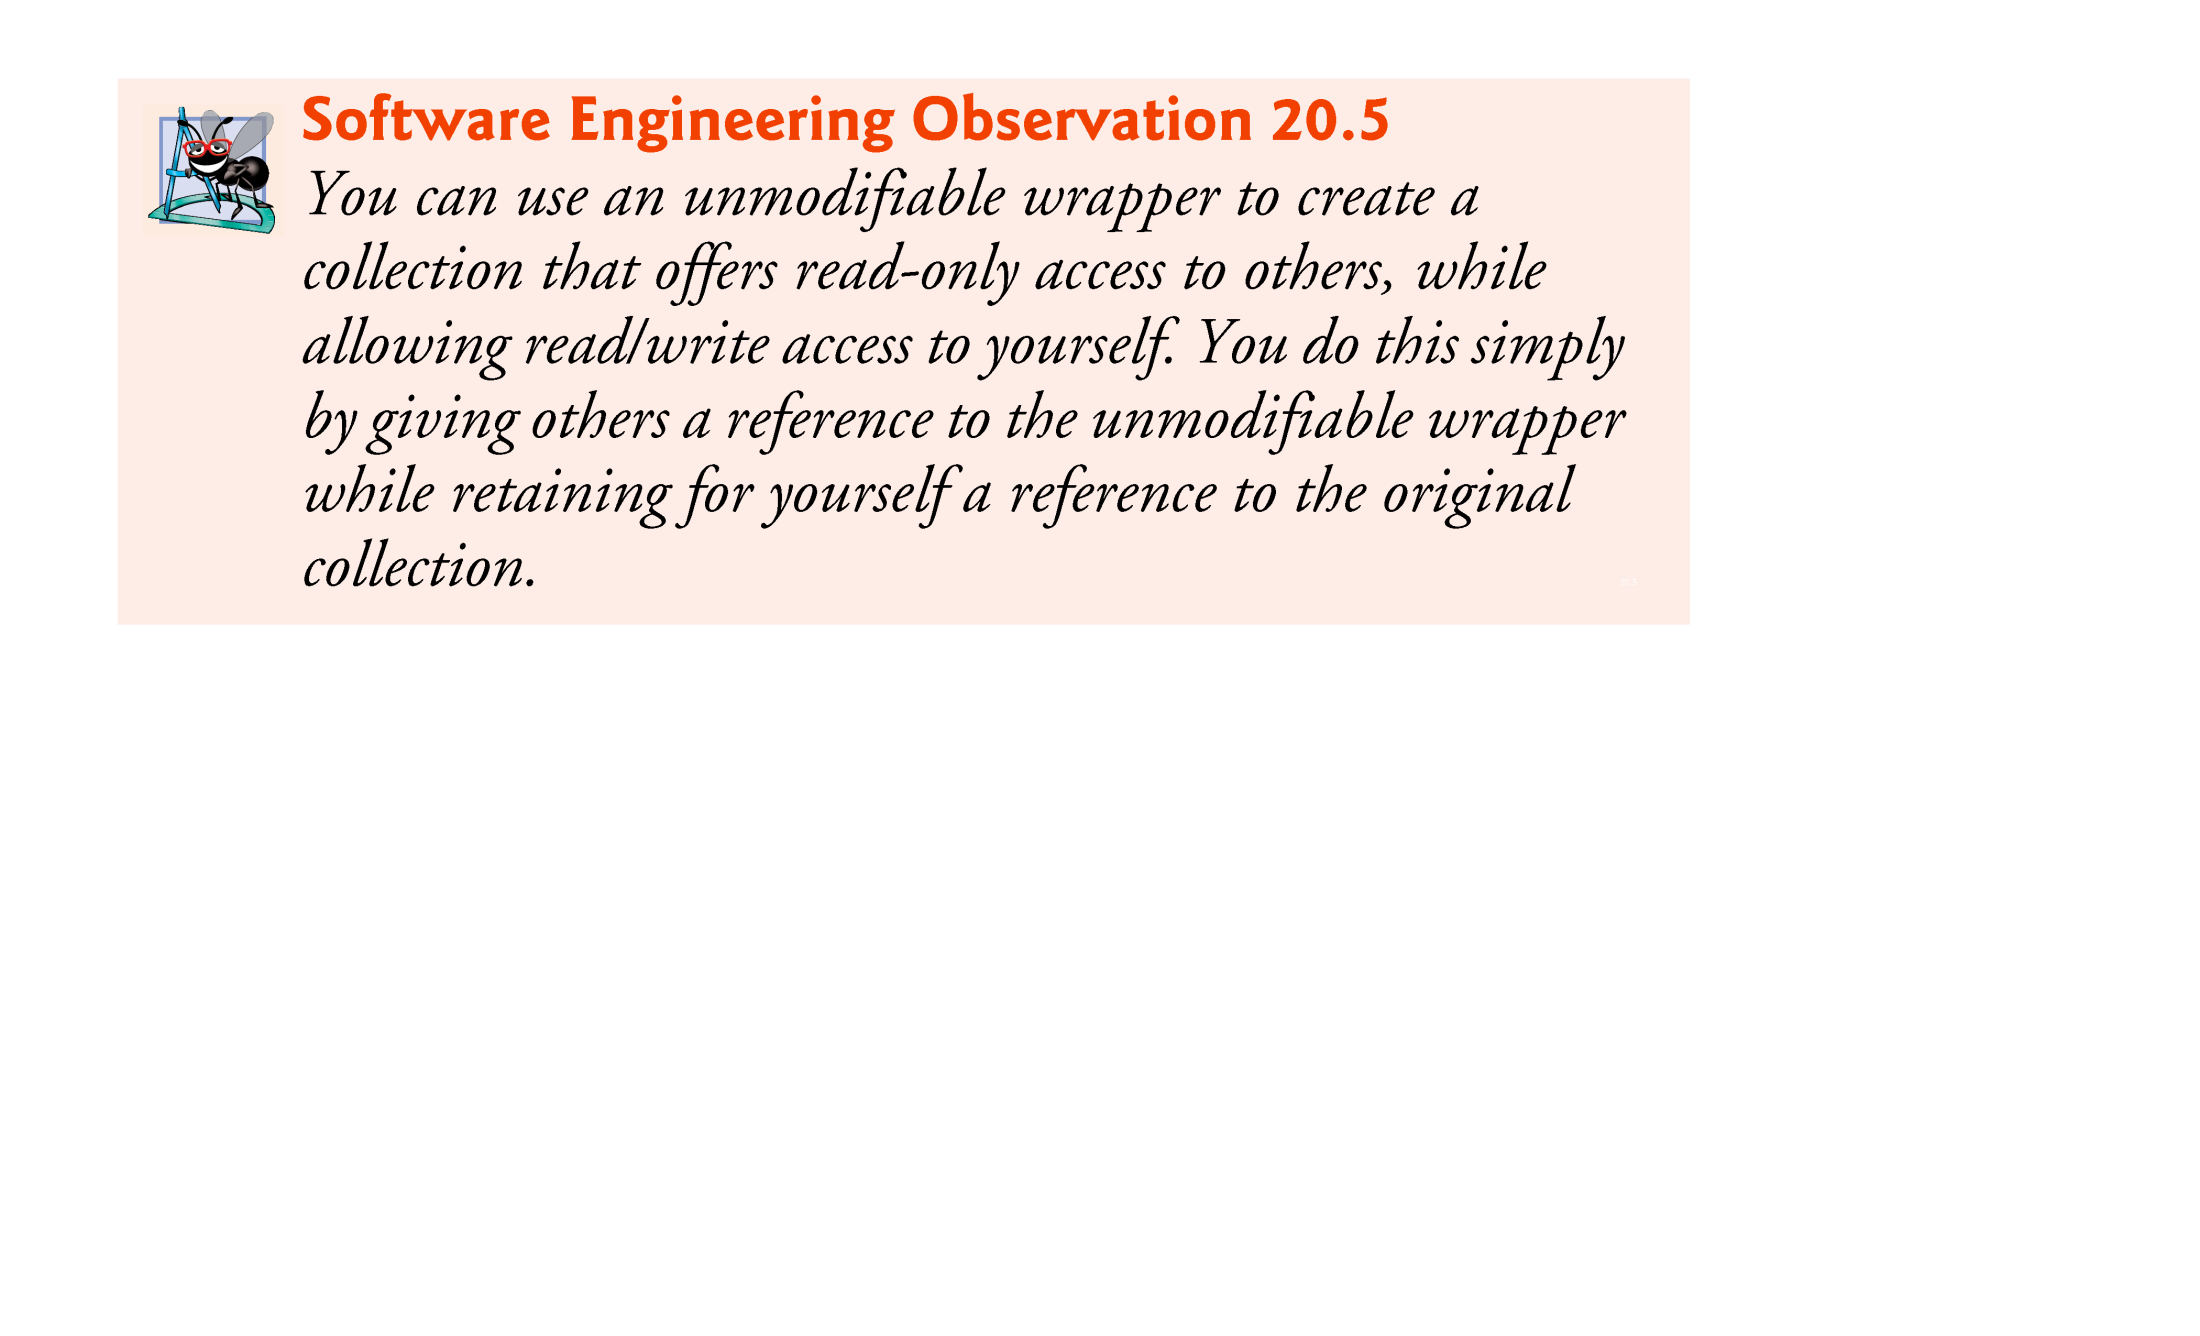 Software Engineering Observation 20.5
You can use an unmodifiable wrapper to create a
collection that offers read-only access to others, while
allowing read/write access to yourself. You do this simply
by giving others a reference to the unmodifiable wrapper
while retaining for yourself a reference to the original
collection.